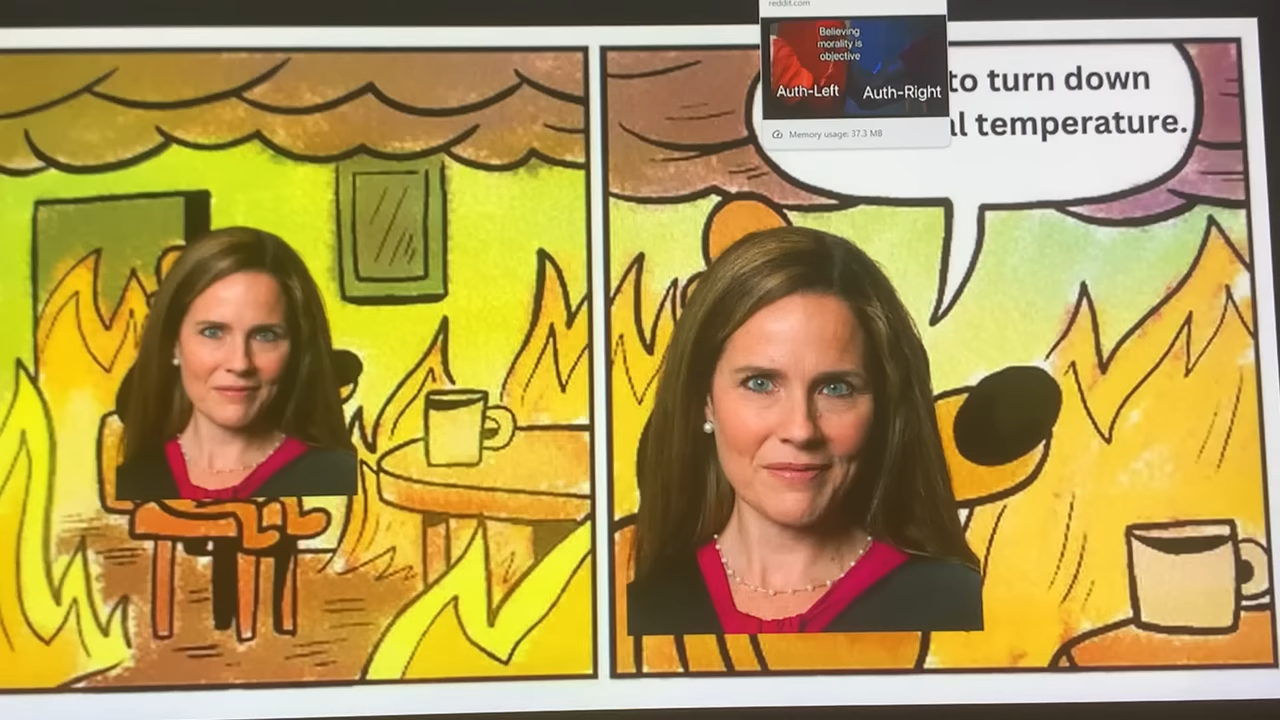 reddit.com
Believing
morality is
objective
Auth-Left Auth-Right
Memory usage: 37.3 MB
to turn down
temperature.